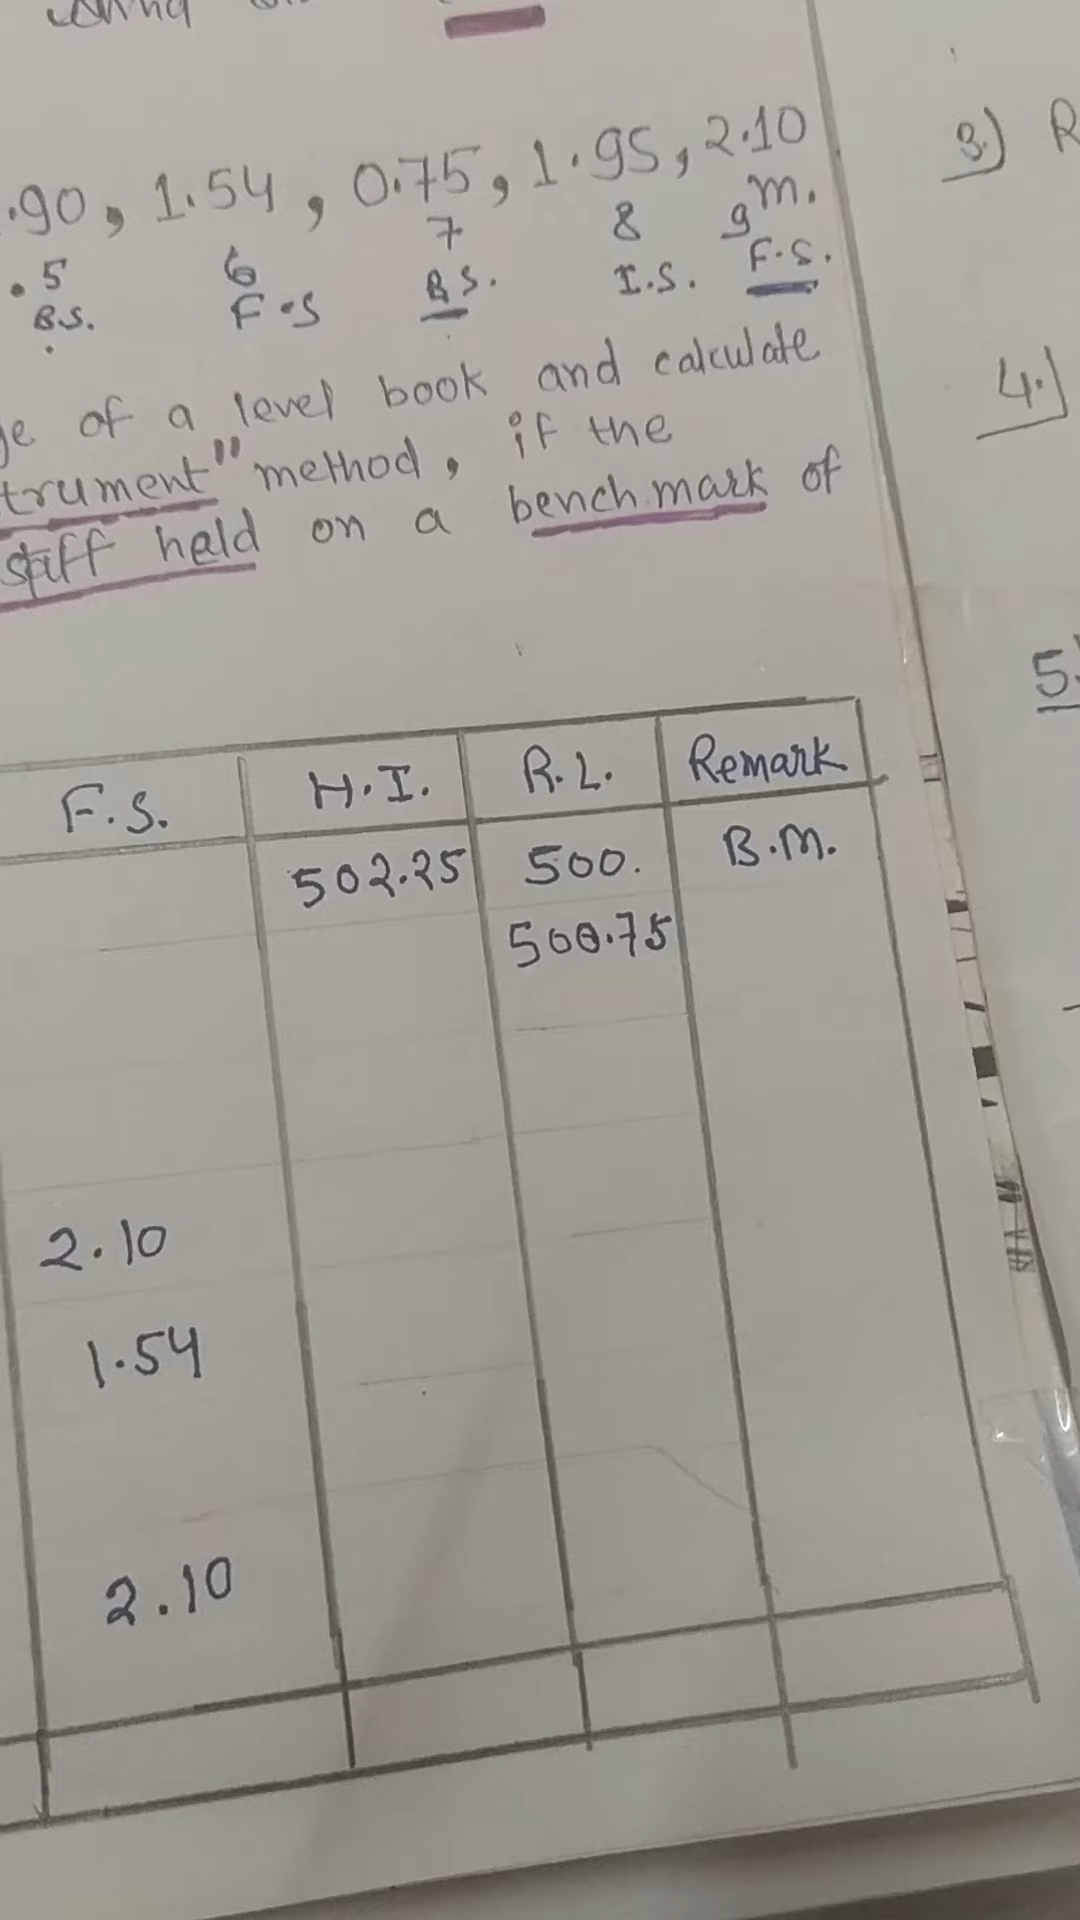 .90, 1.54, 0.75, 1.95, 2.10 m.
5 6 7 8 9
B.S. F.S B.S. I.S. F.S.
of a level book and calculate
trument" method, if the
staff held on a benchmark of
F.S. H.I. R.L. Remark
502.25 500. B.M.
500.75
2.10
1.54
2.10
3.) R
4.)
5.